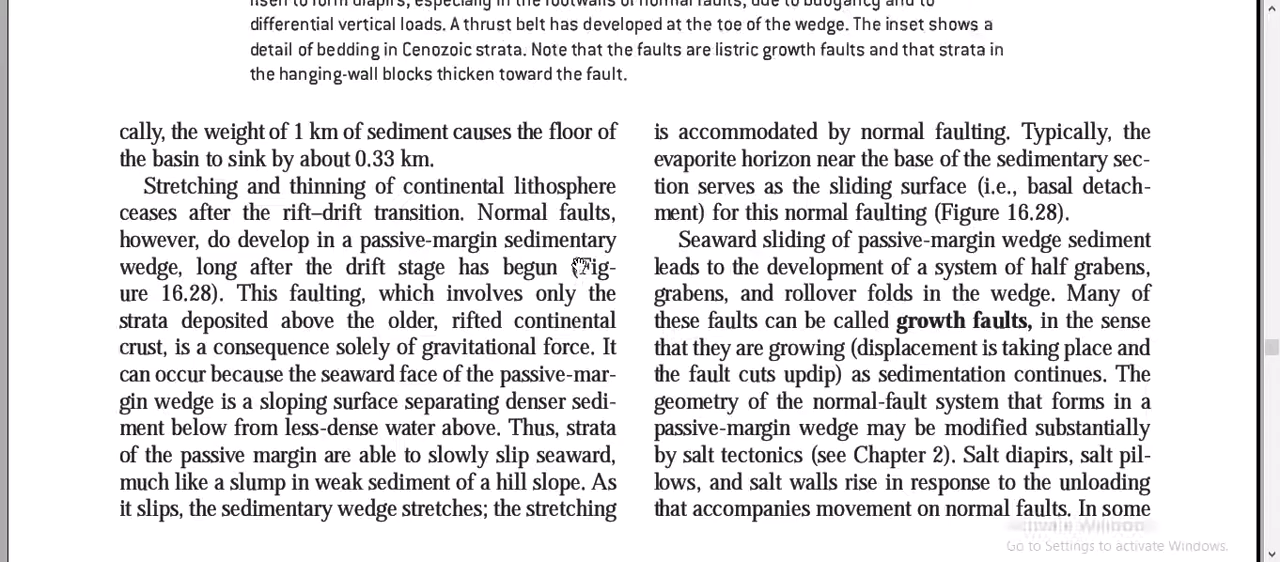 differential vertical loads. A thrust belt has developed at the toe of the wedge. The inset shows a
detail of bedding in Cenozoic strata. Note that the faults are listric growth faults and that strata in
the hanging-wall blocks thicken toward the fault.
cally, the weight of 1 km of sediment causes the floor of
the basin to sink by about 0.33 km.
Stretching and thinning of continental lithosphere
ceases after the rift–drift transition. Normal faults,
however, do develop in a passive-margin sedimentary
wedge, long after the drift stage has begun (Fig-
ure 16.28). This faulting, which involves only the
strata deposited above the older, rifted continental
crust, is a consequence solely of gravitational force. It
can occur because the seaward face of the passive-mar-
gin wedge is a sloping surface separating denser sedi-
ment below from less-dense water above. Thus, strata
of the passive margin are able to slowly slip seaward,
much like a slump in weak sediment of a hill slope. As
it slips, the sedimentary wedge stretches; the stretching
is accommodated by normal faulting. Typically, the
evaporite horizon near the base of the sedimentary sec-
tion serves as the sliding surface (i.e., basal detach-
ment) for this normal faulting (Figure 16.28).
Seaward sliding of passive-margin wedge sediment
leads to the development of a system of half grabens,
grabens, and rollover folds in the wedge. Many of
these faults can be called growth faults, in the sense
that they are growing (displacement is taking place and
the fault cuts updip) as sedimentation continues. The
geometry of the normal-fault system that forms in a
passive-margin wedge may be modified substantially
by salt tectonics (see Chapter 2). Salt diapirs, salt pil-
lows, and salt walls rise in response to the unloading
that accompanies movement on normal faults. In some
Go to Settings to activate Windows.